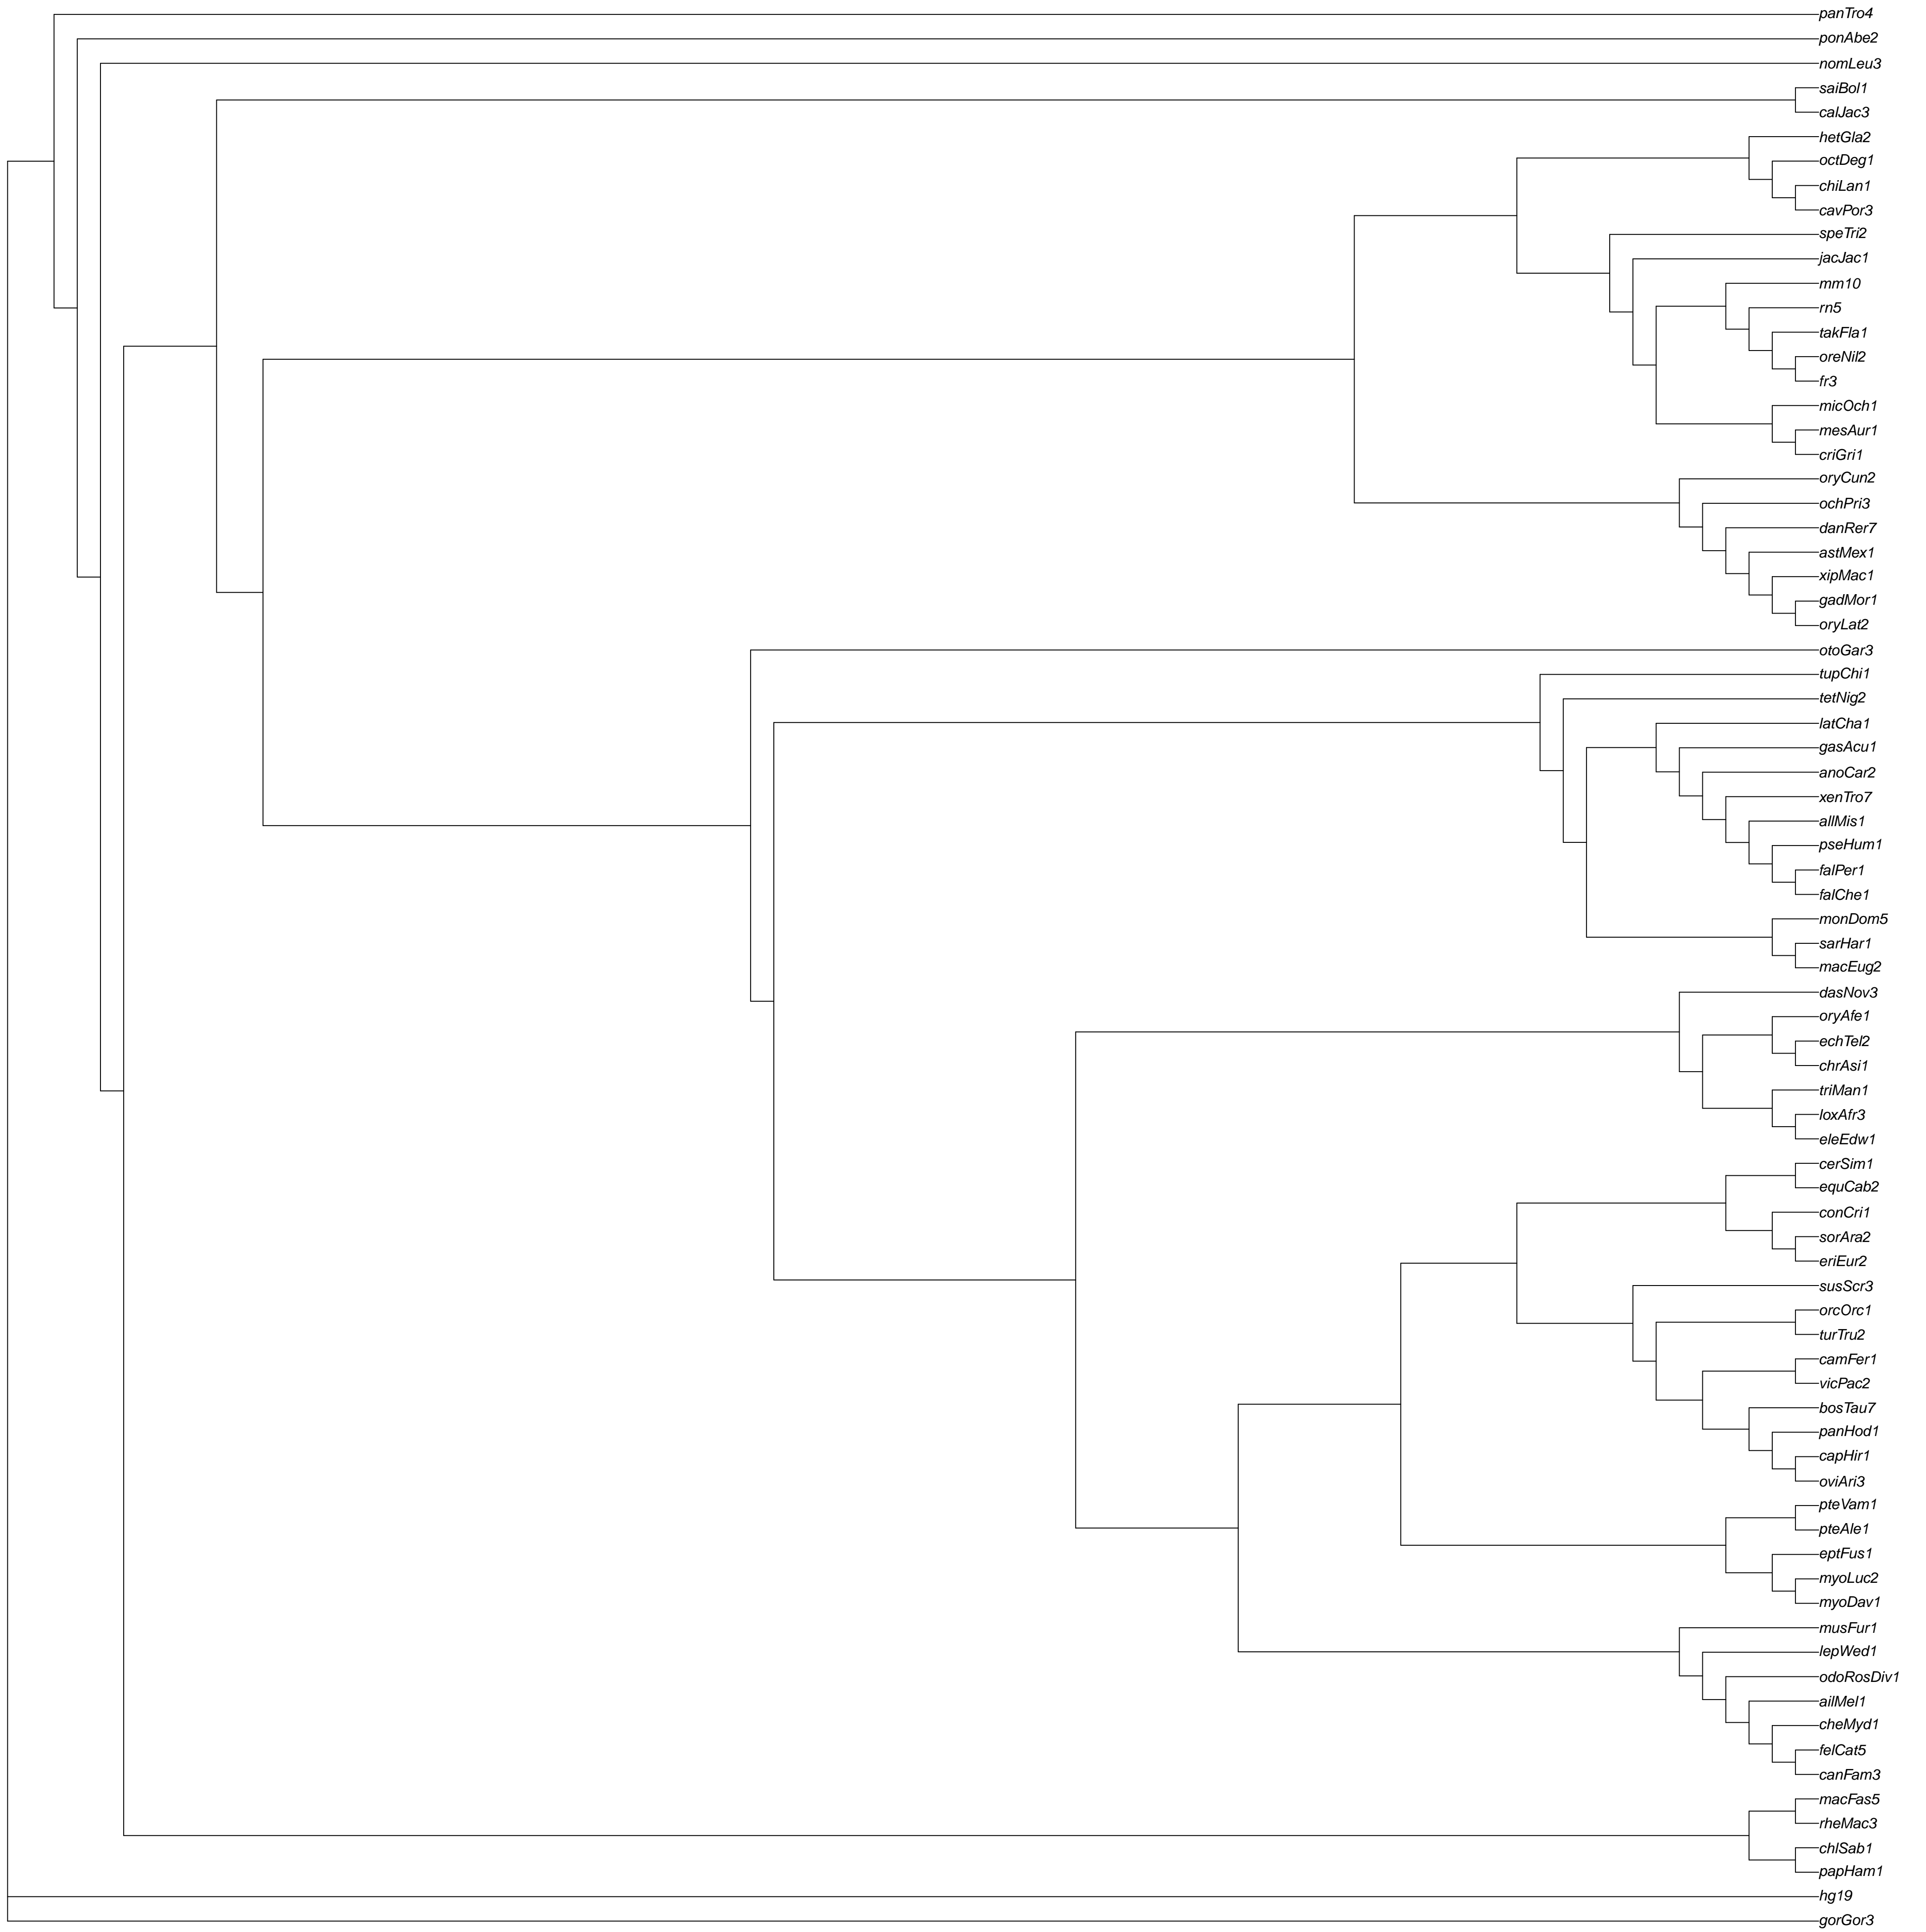 panTro4
ponAbe2
nomLeu3
saiBol1
calJac3
hetGla2
octDeg1
chiLan1
cavPor3
speTri2
jacJac1
mm10
rn5
takFla1
oreNil2
fr3
micOch1
mesAur1
criGri1
oryCun2
ochPri3
danRer7
astMex1
xipMac1
gadMor1
oryLat2
otoGar3
tupChi1
tetNig2
latCha1
gasAcu1
anoCar2
xenTro7
allMis1
pseHum1
falPer1
falChe1
monDom5
sarHar1
macEug2
dasNov3
oryAfe1
echTel2
chrAsi1
triMan1
loxAfr3
eleEdw1
cerSim1
equCab2
conCri1
sorAra2
eriEur2
susScr3
orcOrc1
turTru2
camFer1
vicPac2
bosTau7
panHod1
capHir1
oviAri3
pteVam1
pteAle1
eptFus1
myoLuc2
myoDav1
musFur1
lepWed1
odoRosDiv1
ailMel1
cheMyd1
felCat5
canFam3
macFas5
rheMac3
chlSab1
papHam1
hg19
gorGor3